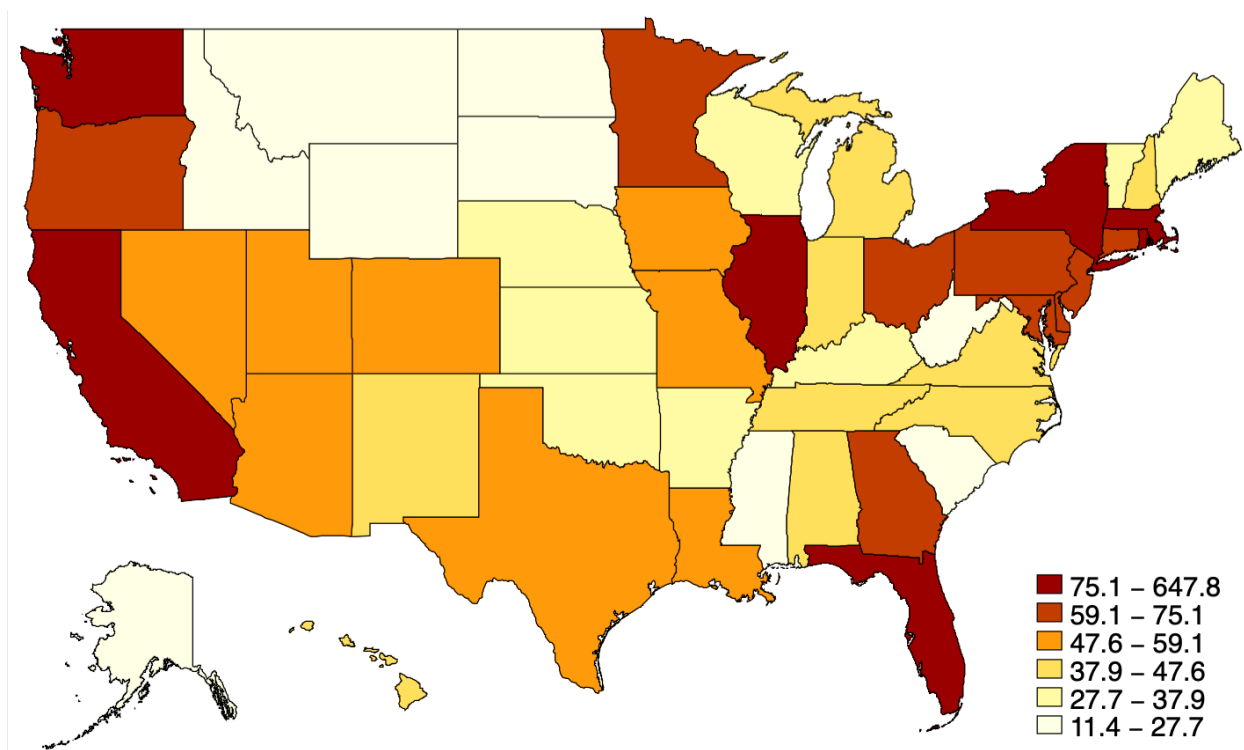 75.1 – 647.8
59.1 – 75.1
47.6 – 59.1
37.9 – 47.6
27.7 – 37.9
11.4 – 27.7